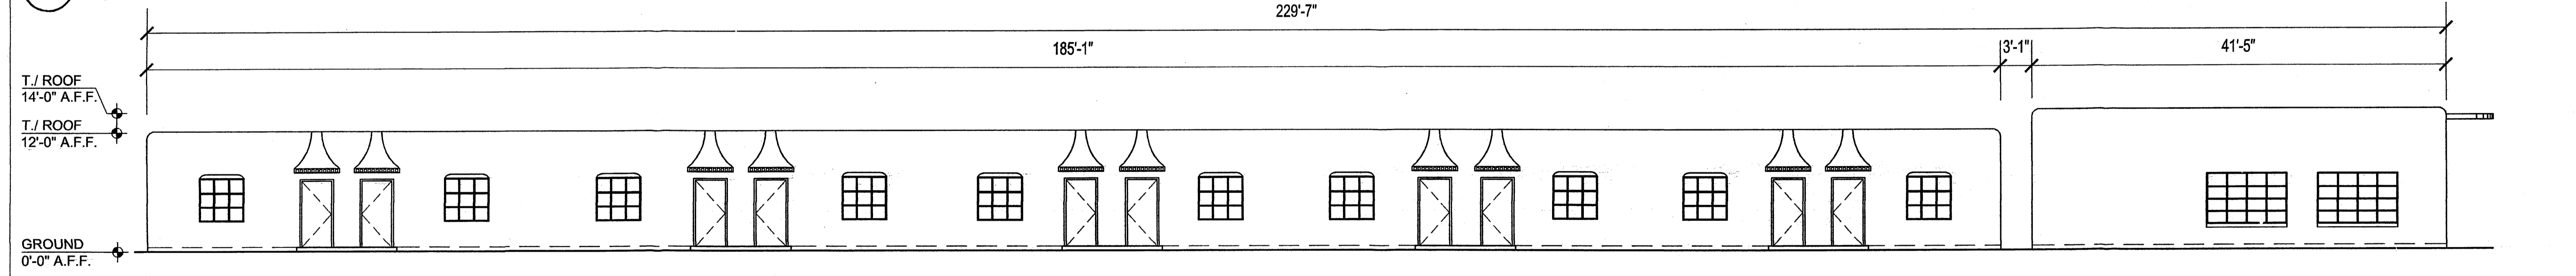 229'-7"
185'-1"
3'-1"
41'-5"
T./ ROOF
14'-0" A.F.F.
T./ ROOF
12'-0" A.F.F.
GROUND
0'-0" A.F.F.